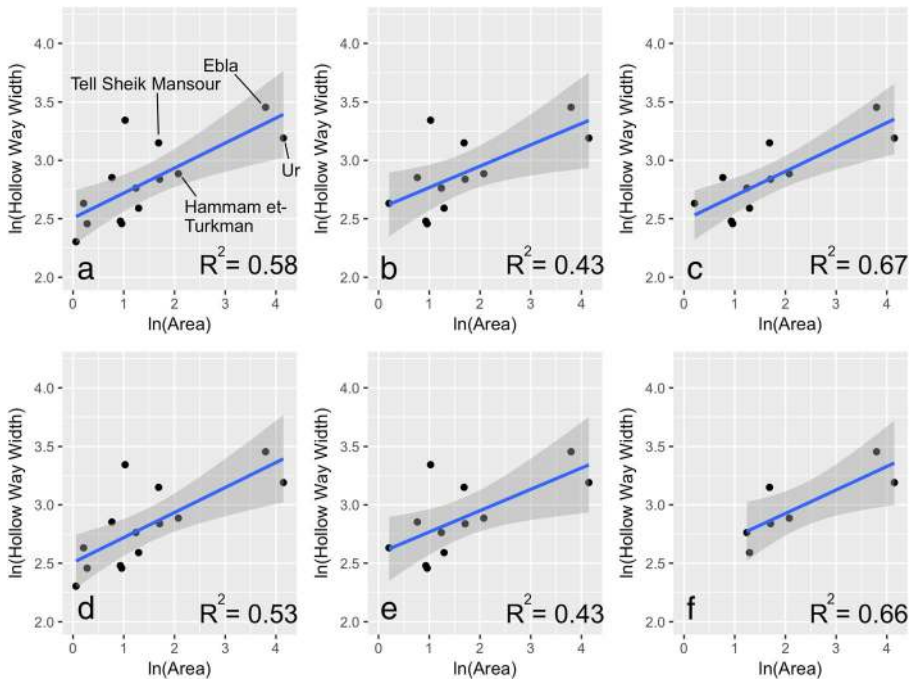 4.0
3.5
3.0
2.5
2.0
ln(Hollow Way Width)
Ebla
Tell Sheik Mansour
Ur
Hammam et-
Turkman
a
R² = 0.58
0 1 2 3 4
ln(Area)
4.0
3.5
3.0
2.5
2.0
ln(Hollow Way Width)
b
R² = 0.43
0 1 2 3 4
ln(Area)
4.0
3.5
3.0
2.5
2.0
ln(Hollow Way Width)
c
R² = 0.67
0 1 2 3 4
ln(Area)
4.0
3.5
3.0
2.5
2.0
ln(Hollow Way Width)
d
R² = 0.53
0 1 2 3 4
ln(Area)
4.0
3.5
3.0
2.5
2.0
ln(Hollow Way Width)
e
R² = 0.43
0 1 2 3 4
ln(Area)
4.0
3.5
3.0
2.5
2.0
ln(Hollow Way Width)
f
R² = 0.66
0 1 2 3 4
ln(Area)